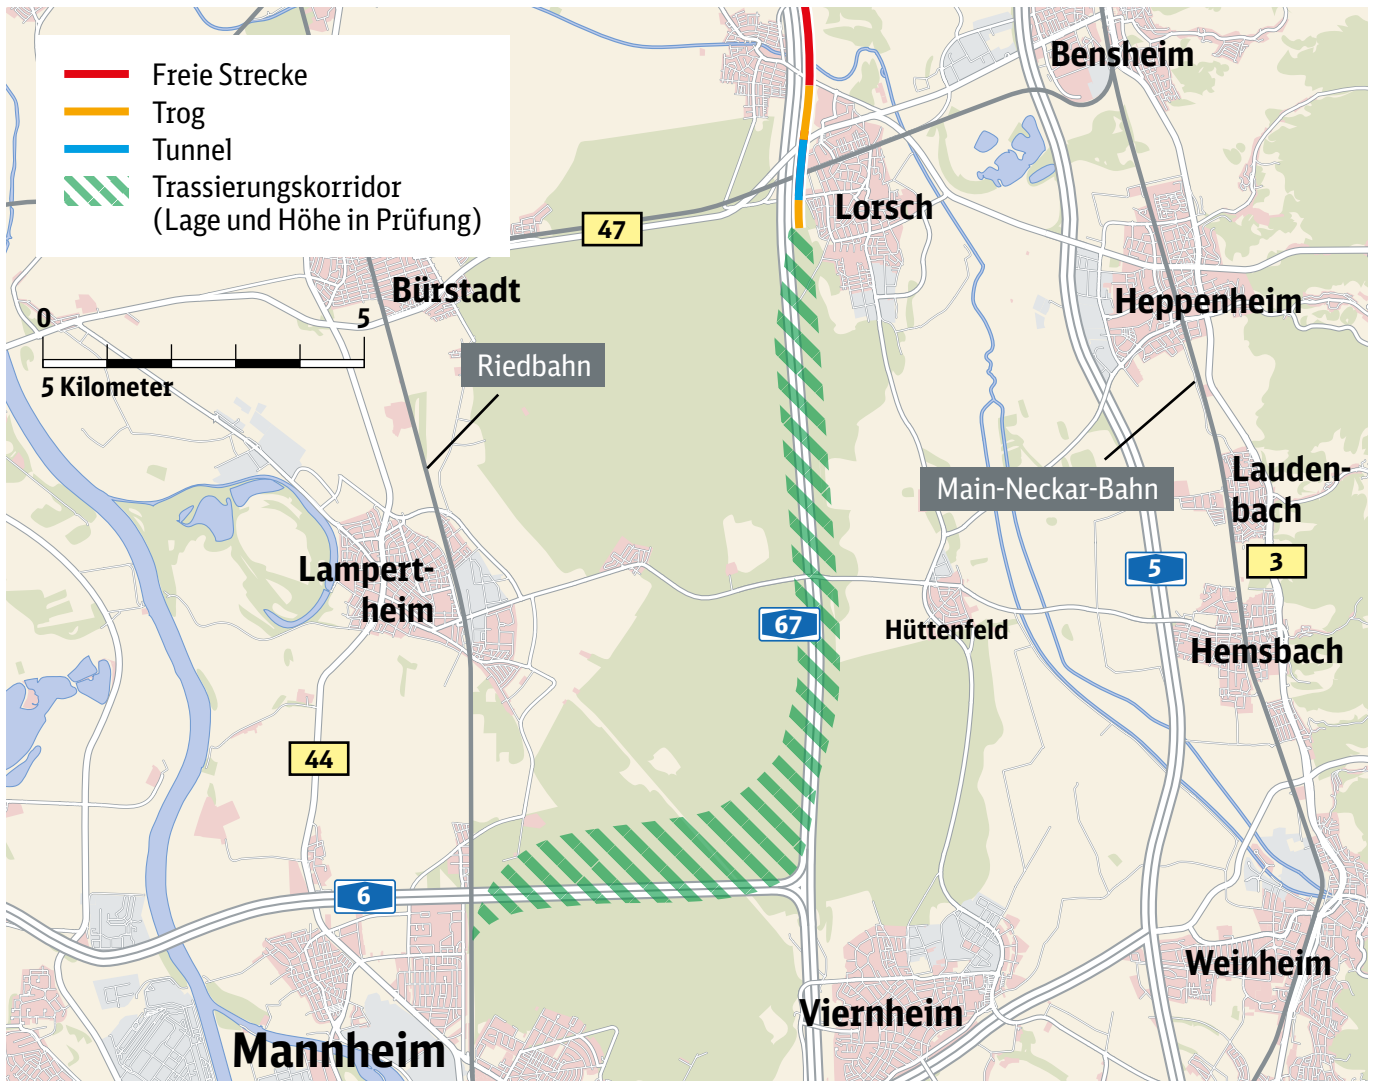 Freie Strecke
Trog
Tunnel
Trassierungskorridor
(Lage und Höhe in Prüfung)
Bensheim
Lorsch
47
Bürstadt
Heppenheim
0
5
5 Kilometer
Riedbahn
Main-Neckar-Bahn
Lauden-
bach
Lampert-
heim
5
3
67
Hüttenfeld
Hemsbach
44
6
Weinheim
Viernheim
Mannheim